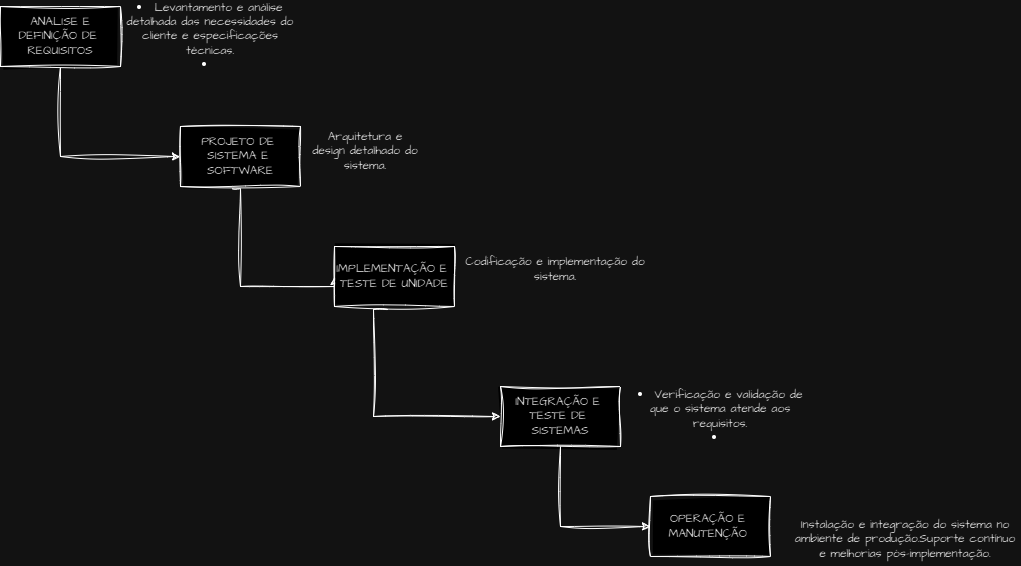 ANALISE E
DEFINIÇÃO DE
REQUISITOS
• Levantamento e análise
detalhada das necessidades do
cliente e especificações
técnicas.
•
PROJETO DE
SISTEMA E
SOFTWARE
Arquitetura e
design detalhado do
sistema.
IMPLEMENTAÇÃO E
TESTE DE UNIDADE
Codificação e implementação do
sistema.
INTEGRAÇÃO E
TESTE DE
SISTEMAS
• Verificação e validação de
que o sistema atende aos
requisitos.
•
OPERAÇÃO E
MANUTENÇÃO
Instalação e integração do sistema no
ambiente de produção.Suporte contínuo
e melhorias pós-implementação.